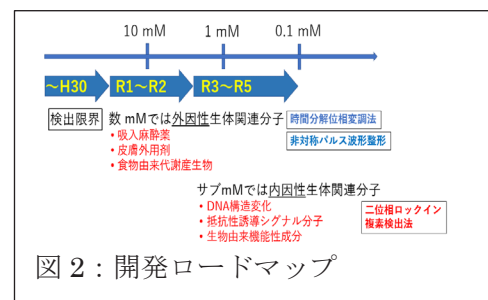 10 mM 1 mM 0.1 mM
～H30 R1～R2 R3～R5
検出限界 数 mMでは外因性生体関連分子 時間分解位相変調法
・吸入麻酔薬 非対称パルス波形整形
・皮膚外用剤
・食物由来代謝産生物
サブmMでは内因性生体関連分子
・DNA構造変化 二位相ロックイン
・抵抗性誘導シグナル分子 複素検出法
・生物由来機能性成分
図 2：開発ロードマップ